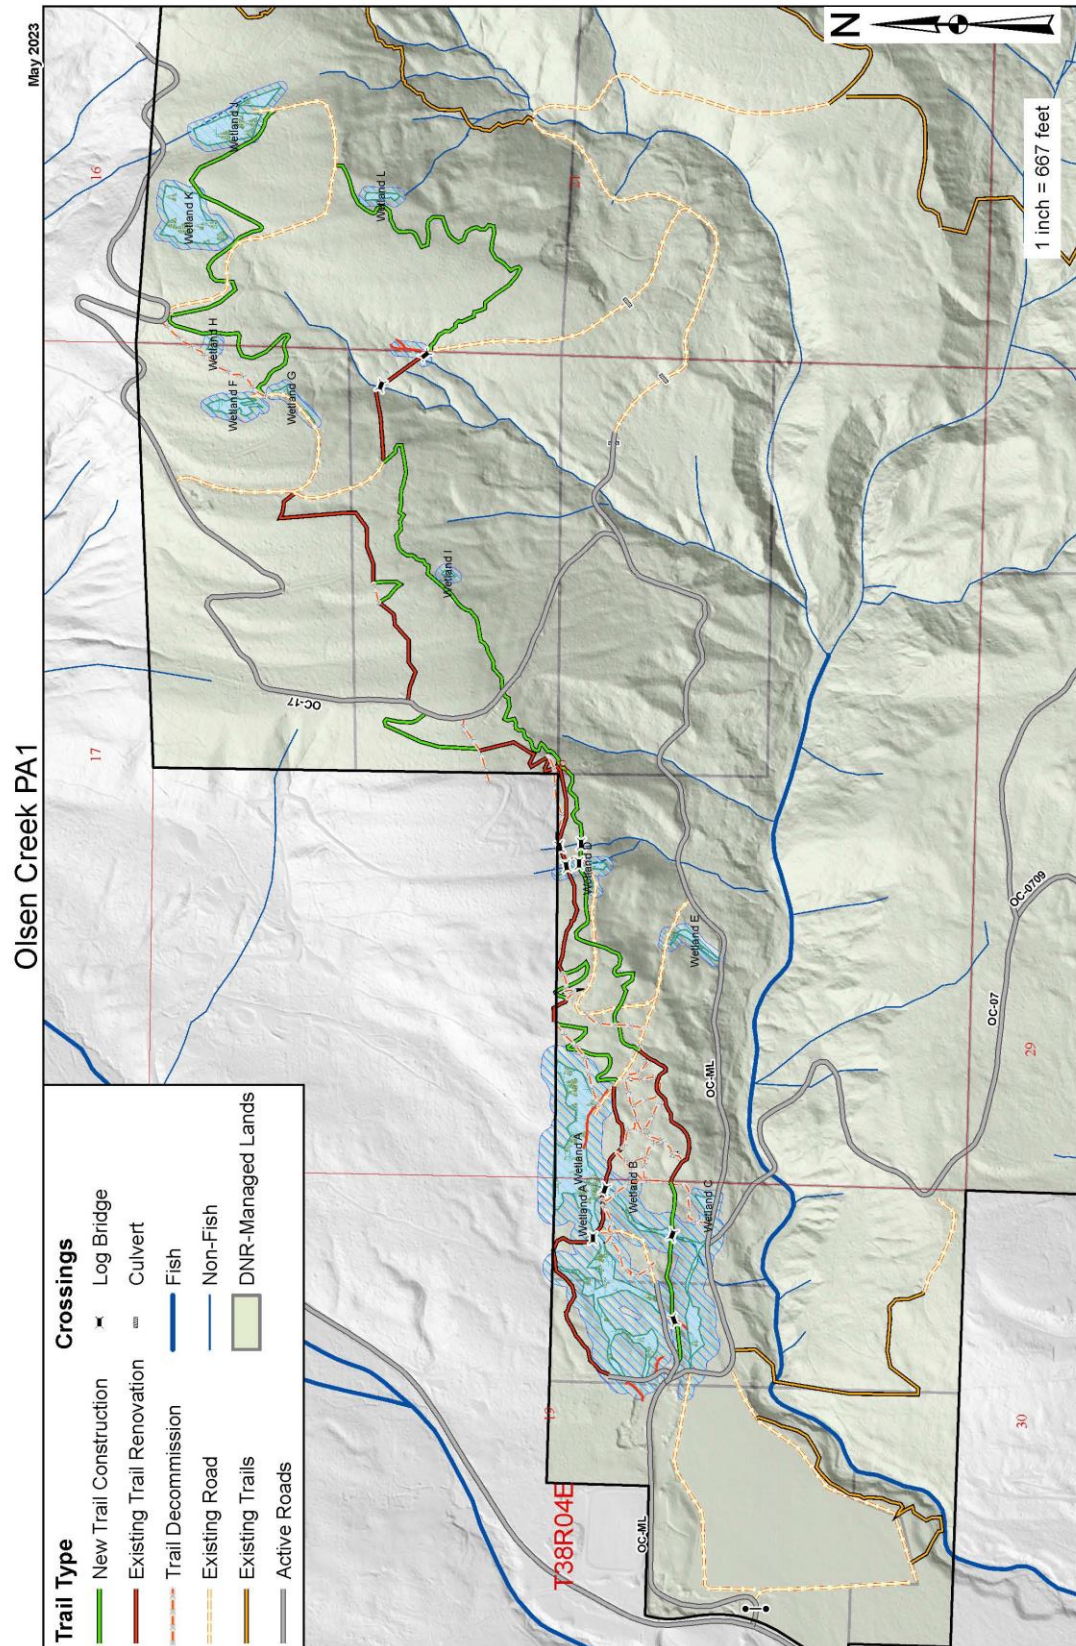 Olsen Creek PA1
May 2023
Trail Type
New Trail Construction
Existing Trail Renovation
Trail Decommission
Existing Road
Existing Trails
Active Roads
Crossings
Log Bridge
Culvert
Fish
Non-Fish
DNR-Managed Lands
N
1 inch = 667 feet
T38R04E
16
17
19
20
21
29
30
Wetland A
Wetland A
Wetland B
Wetland C
Wetland D
Wetland E
Wetland F
Wetland G
Wetland H
Wetland I
Wetland J
Wetland K
Wetland L
OC-17
OC-ML
OC-ML
OC-07
OC-0709